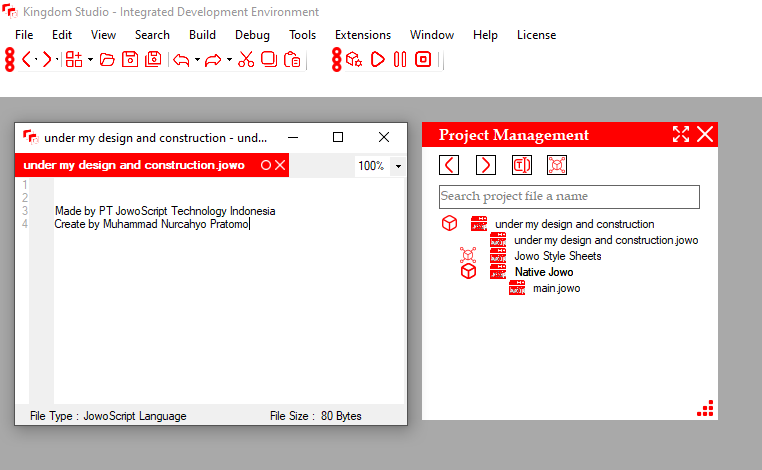 Kingdom Studio - Integrated Development Environment
File Edit View Search Build Debug Tools Extensions Window Help License
under my design and construction - und...
under my design and construction.jowo
100%
1
2
3 Made by PT JowoScript Technology Indonesia
4 Create by Muhammad Nurcahyo Pratomo
File Type : JowoScript Language File Size : 80 Bytes
Project Management
Search project file a name
under my design and construction
under my design and construction.jowo
Jowo Style Sheets
Native Jowo
main.jowo